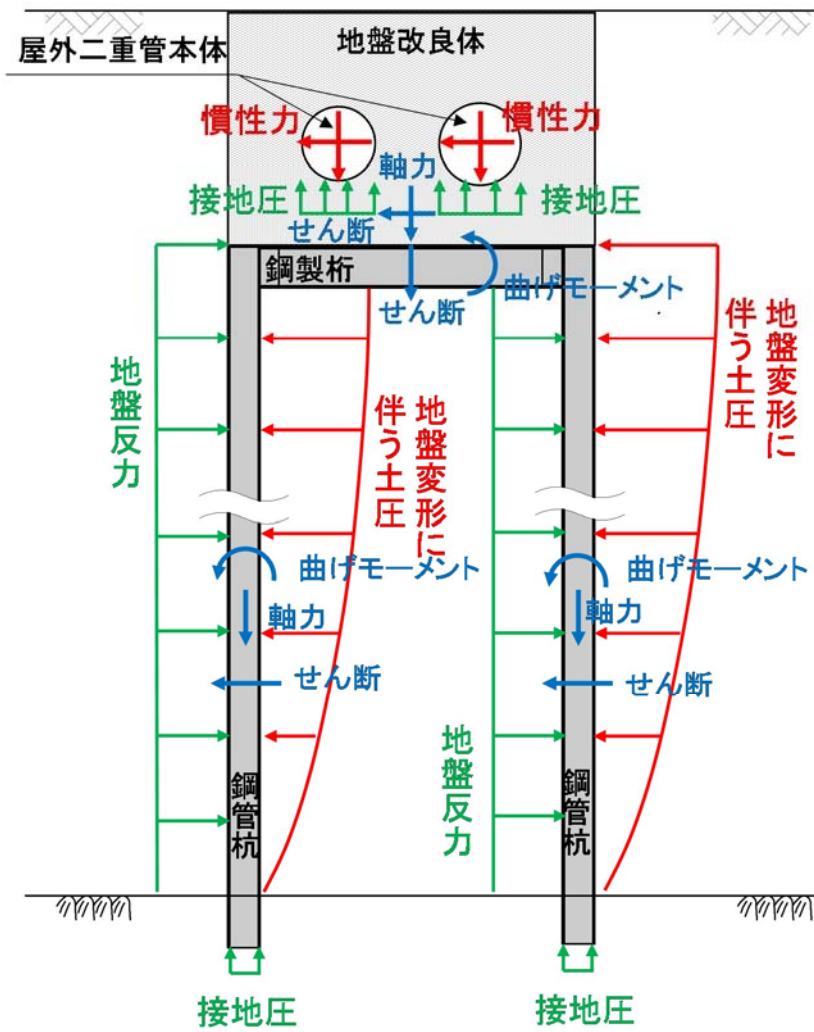 地盤改良体
屋外二重管本体
慣性力
慣性力
軸力
接地圧
接地圧
せん断
鋼製桁
せん断
曲げモーメント
地盤反力
地盤変形に
伴う土圧
地盤変形に
伴う土圧
曲げモーメント
曲げモーメント
軸力
軸力
せん断
せん断
地盤反力
鋼管杭
鋼管杭
接地圧
接地圧